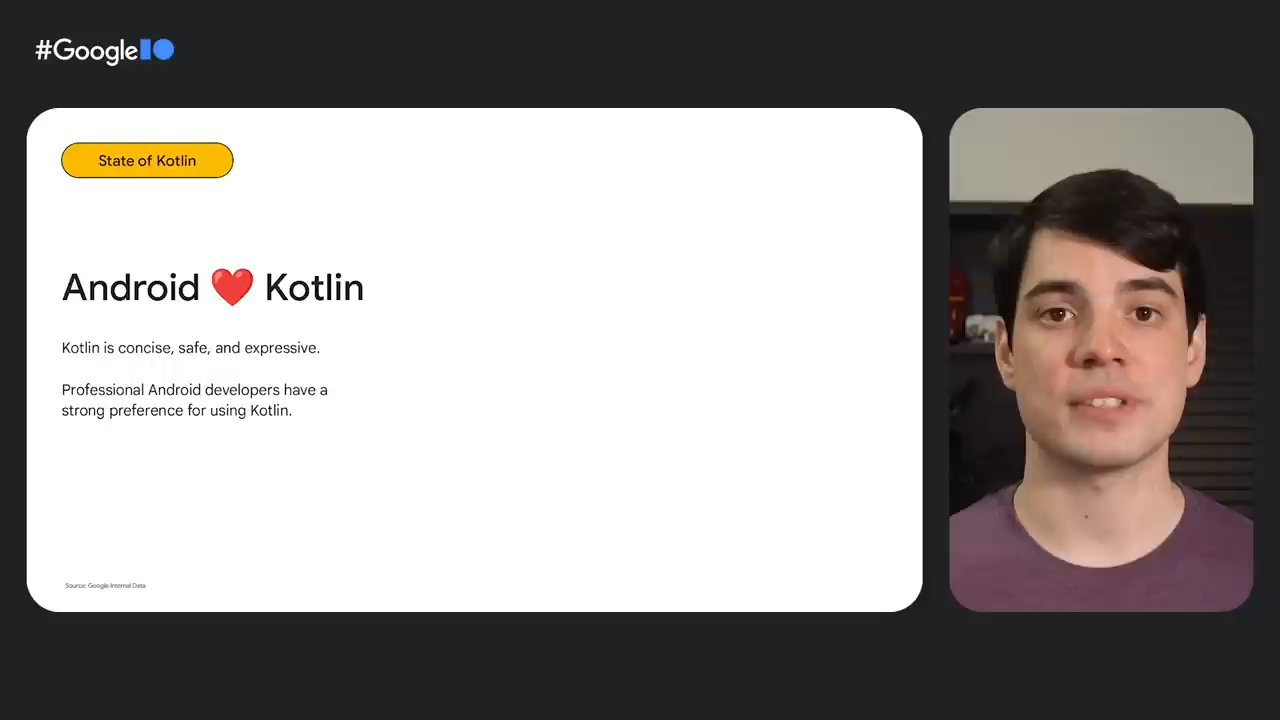 #GoogleIO
State of Kotlin
Android ❤️ Kotlin
Kotlin is concise, safe, and expressive.
Professional Android developers have a
strong preference for using Kotlin.
Source: Google Internal Data